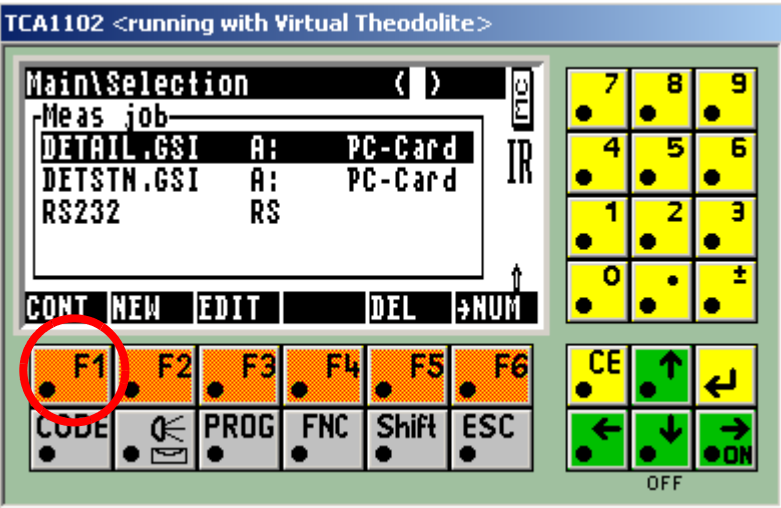 TCA1102 <running with Virtual Theodolite>
Main\Selection ( )
MC
Meas job
DETAIL.GSI A: PC-Card
IR
DETSTN.GSI A: PC-Card
RS232 RS
CONT NEW EDIT DEL →NUM
7 8 9
4 5 6
1 2 3
0 . ±
F1 F2 F3 F4 F5 F6
CE ↑ ↵
CODE PROG FNC Shift ESC
← ↓ → ON
OFF